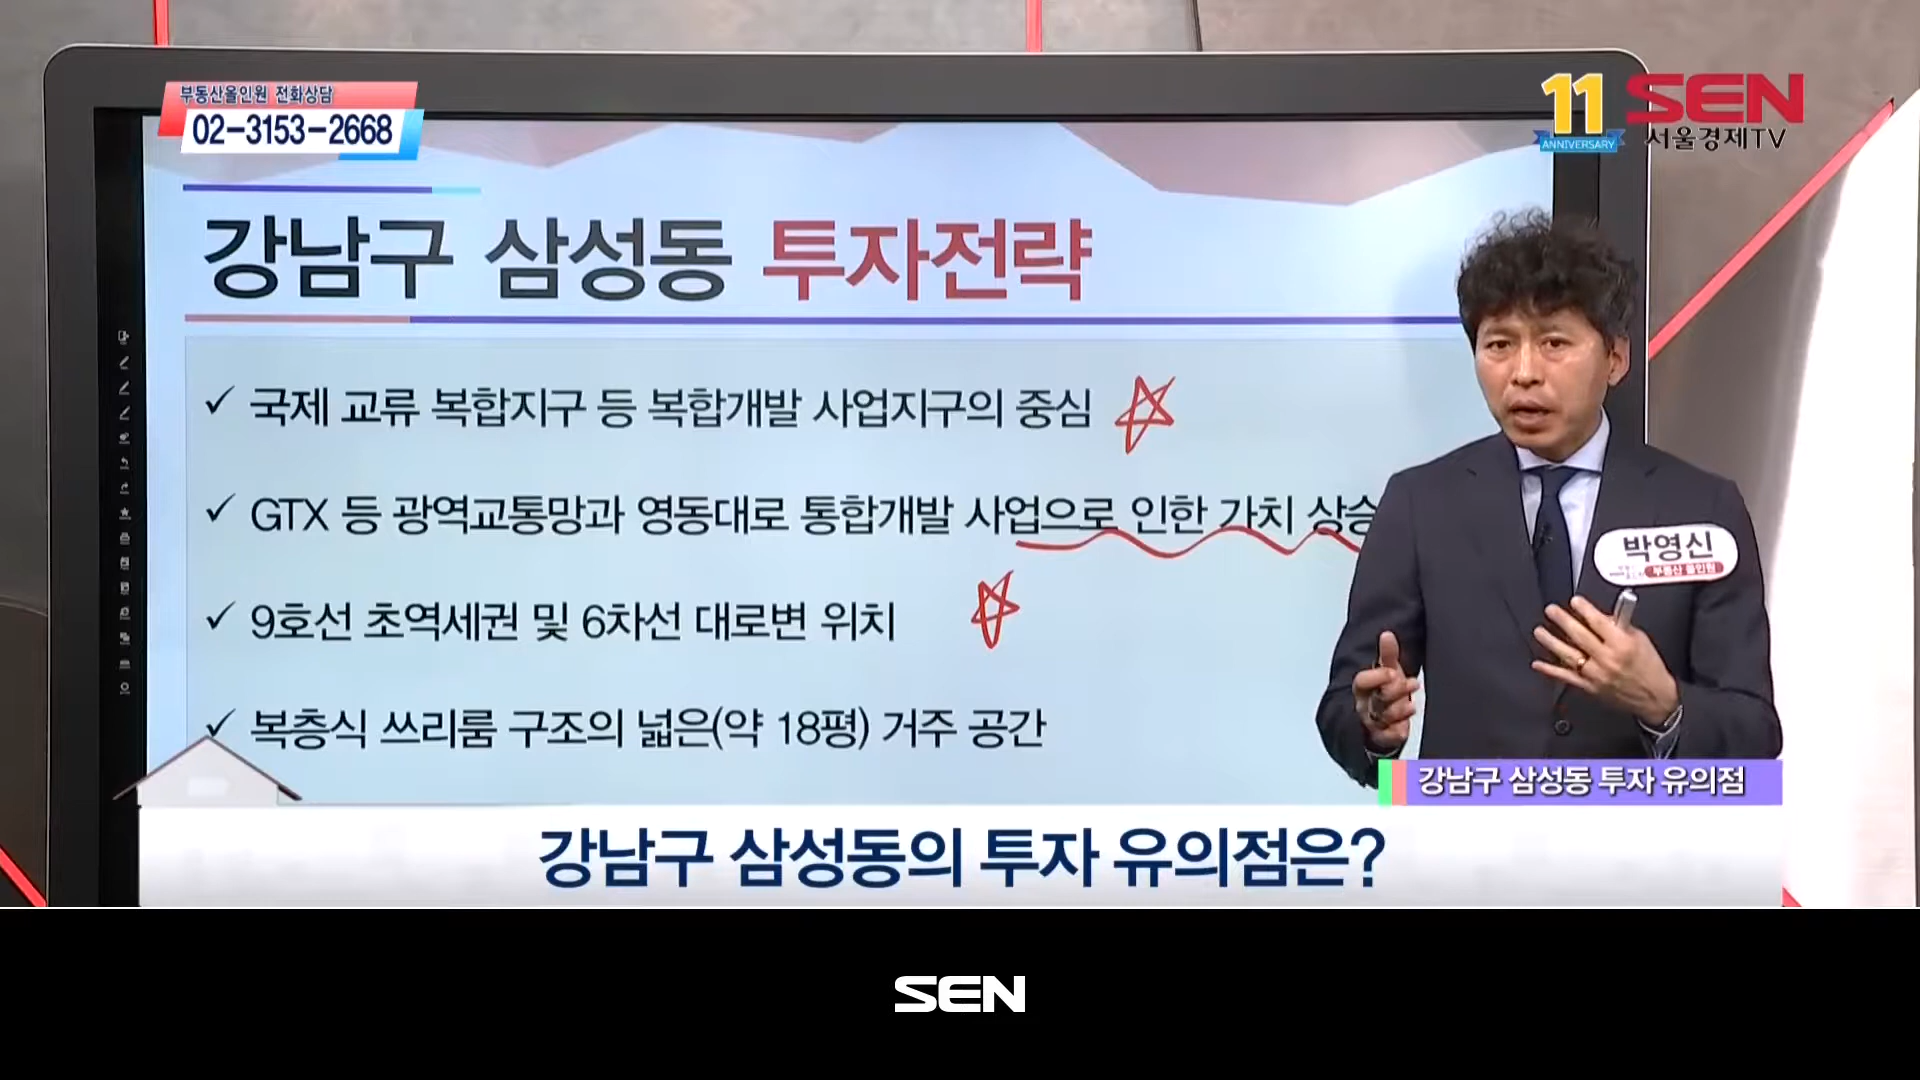 부동산올인원 전화상담
02-3153-2668
11 SEN
ANNIVERSARY 서울경제TV
강남구 삼성동 투자전략
✓ 국제 교류 복합지구 등 복합개발 사업지구의 중심
✓ GTX 등 광역교통망과 영동대로 통합개발 사업으로 인한 가치 상승
✓ 9호선 초역세권 및 6차선 대로변 위치
✓ 복층식 쓰리룸 구조의 넓은(약 18평) 거주 공간
박영신
부동산 올인원
강남구 삼성동 투자 유의점
강남구 삼성동의 투자 유의점은?
SEN